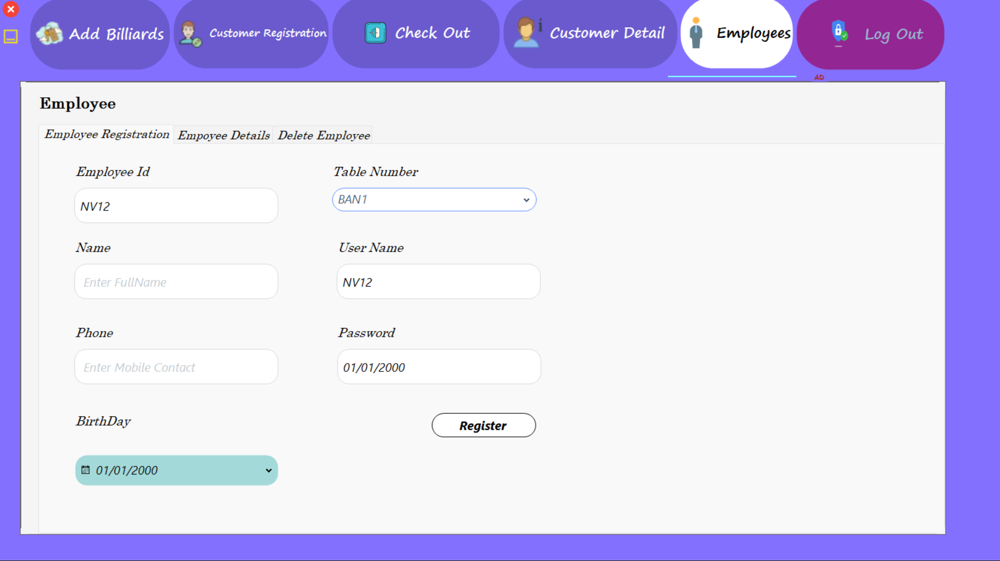 Add Billiards
Customer Registration
Check Out
Customer Detail
Employees
Log Out
AD
Employee
Employee Registration
Empoyee Details
Delete Employee
Employee Id
Table Number
NV12
BAN1
Name
User Name
Enter FullName
NV12
Phone
Password
Enter Mobile Contact
01/01/2000
BirthDay
Register
01/01/2000